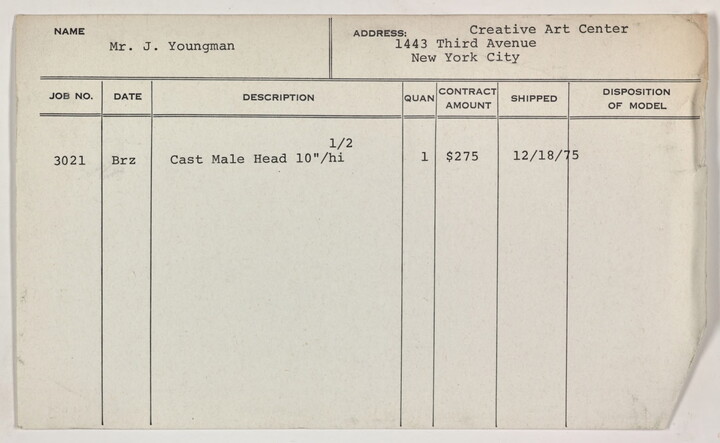 NAME
Mr. J. Youngman
ADDRESS: Creative Art Center
1443 Third Avenue
New York City
JOB NO. DATE DESCRIPTION QUAN CONTRACT AMOUNT SHIPPED DISPOSITION OF MODEL
1/2
3021 Brz Cast Male Head 10"/hi 1 $275 12/18/75